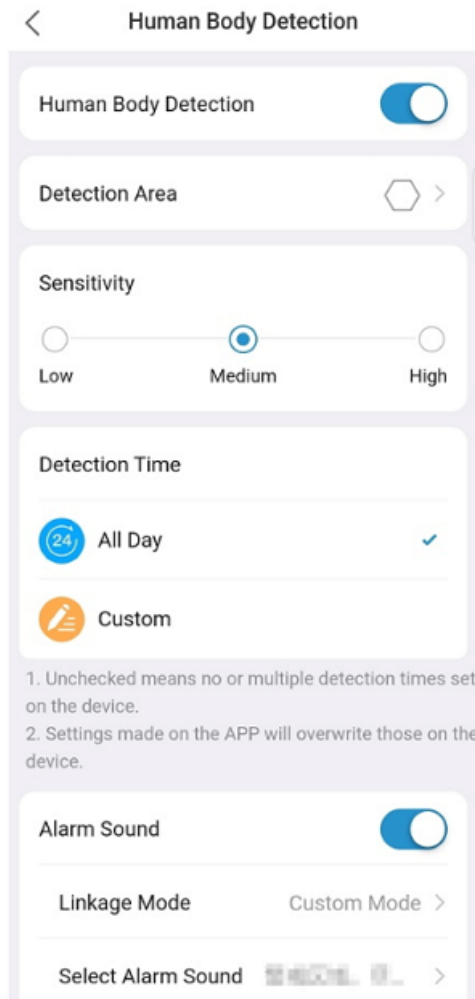 Human Body Detection
Human Body Detection
Detection Area
Sensitivity
Low Medium High
Detection Time
24 All Day
Custom
1. Unchecked means no or multiple detection times set
on the device.
2. Settings made on the APP will overwrite those on the
device.
Alarm Sound
Linkage Mode Custom Mode
Select Alarm Sound